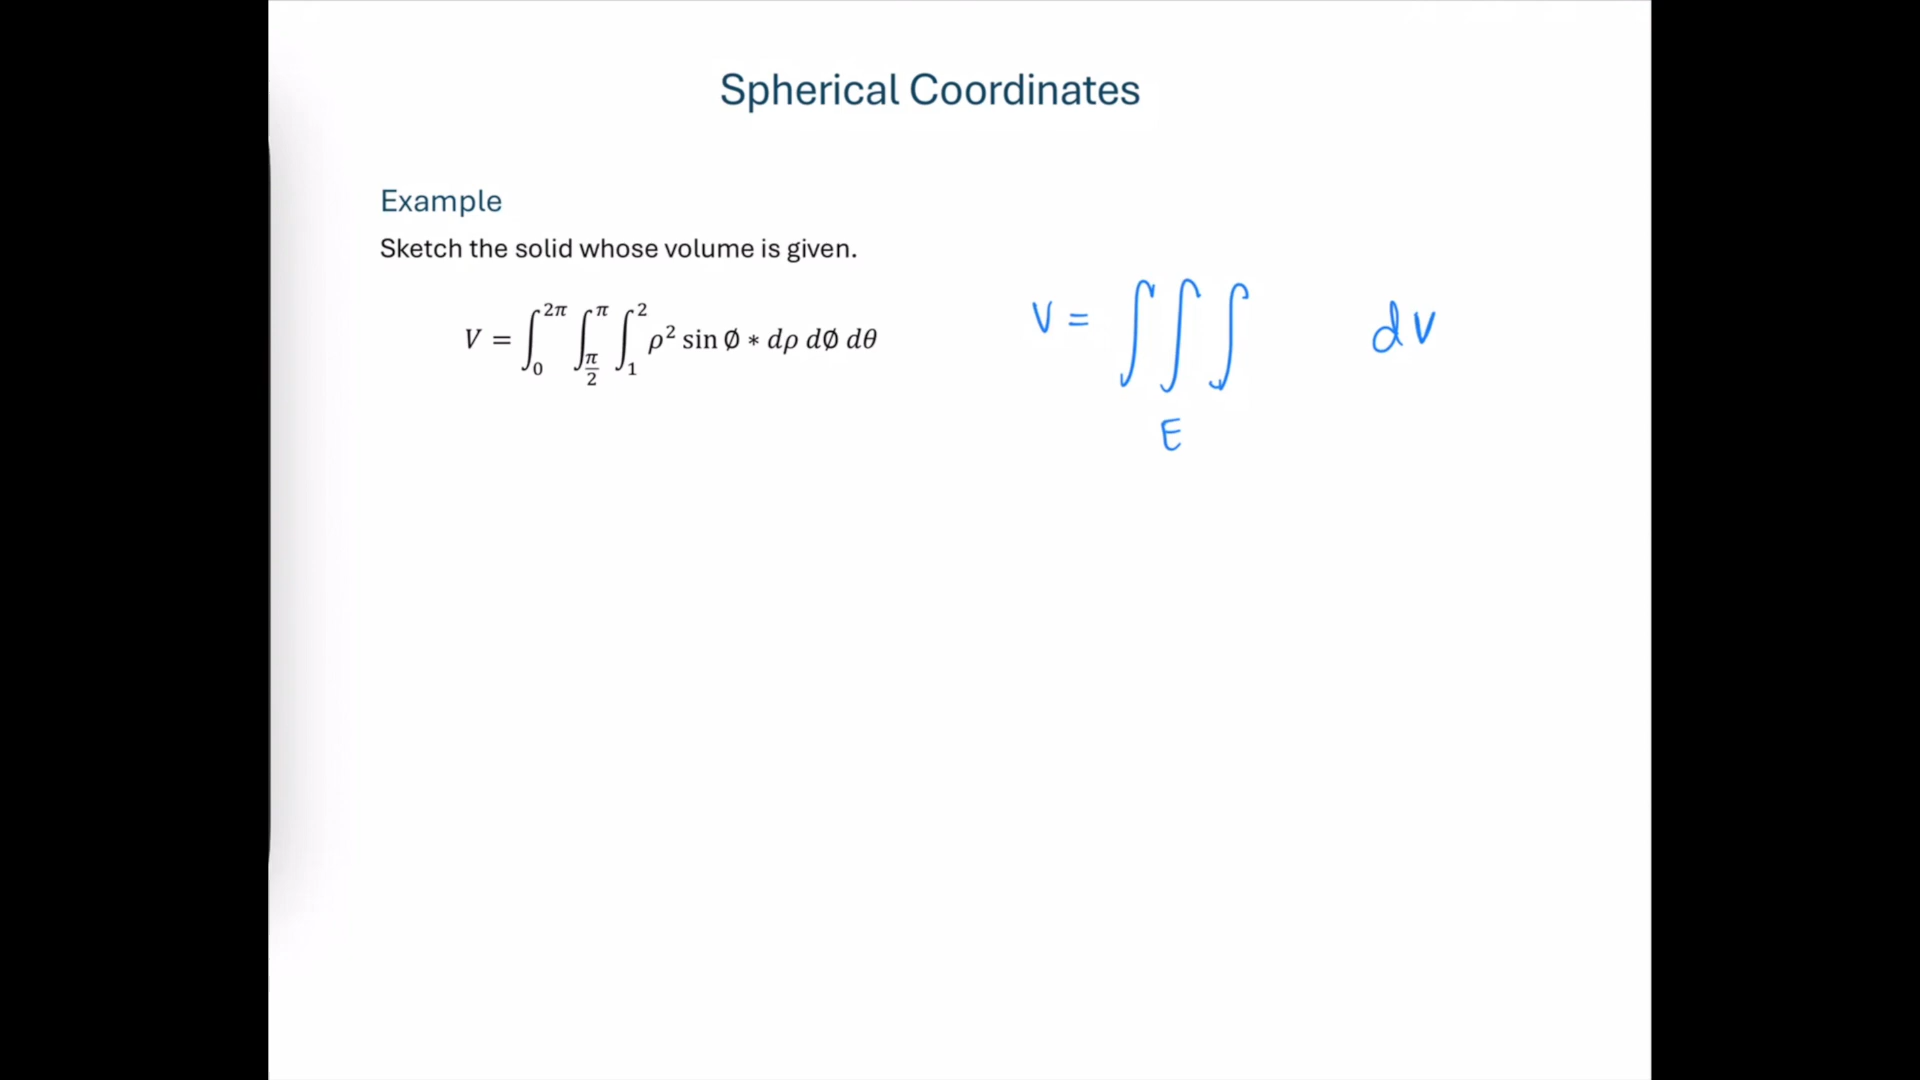 Spherical Coordinates
Example
Sketch the solid whose volume is given.
V = ∫_0^{2π} ∫_{π/2}^{π} ∫_1^2 ρ² sin Ø ∗ dρ dØ dθ
V = ∫∫∫ dV
E